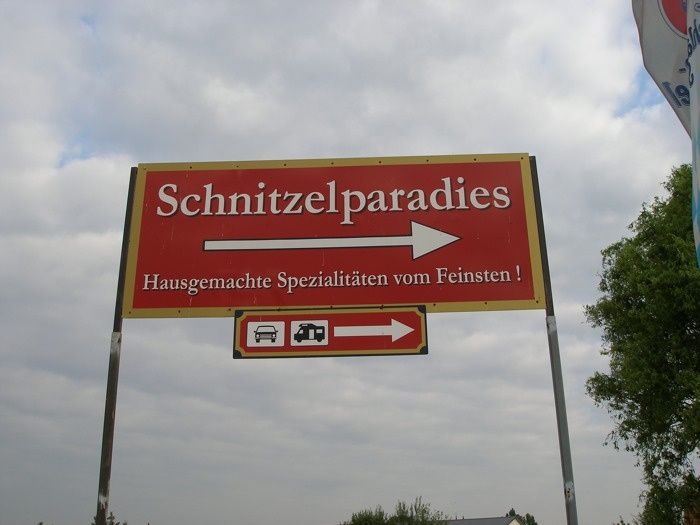 Schnitzelparadies
Hausgemachte Spezialitäten vom Feinsten !